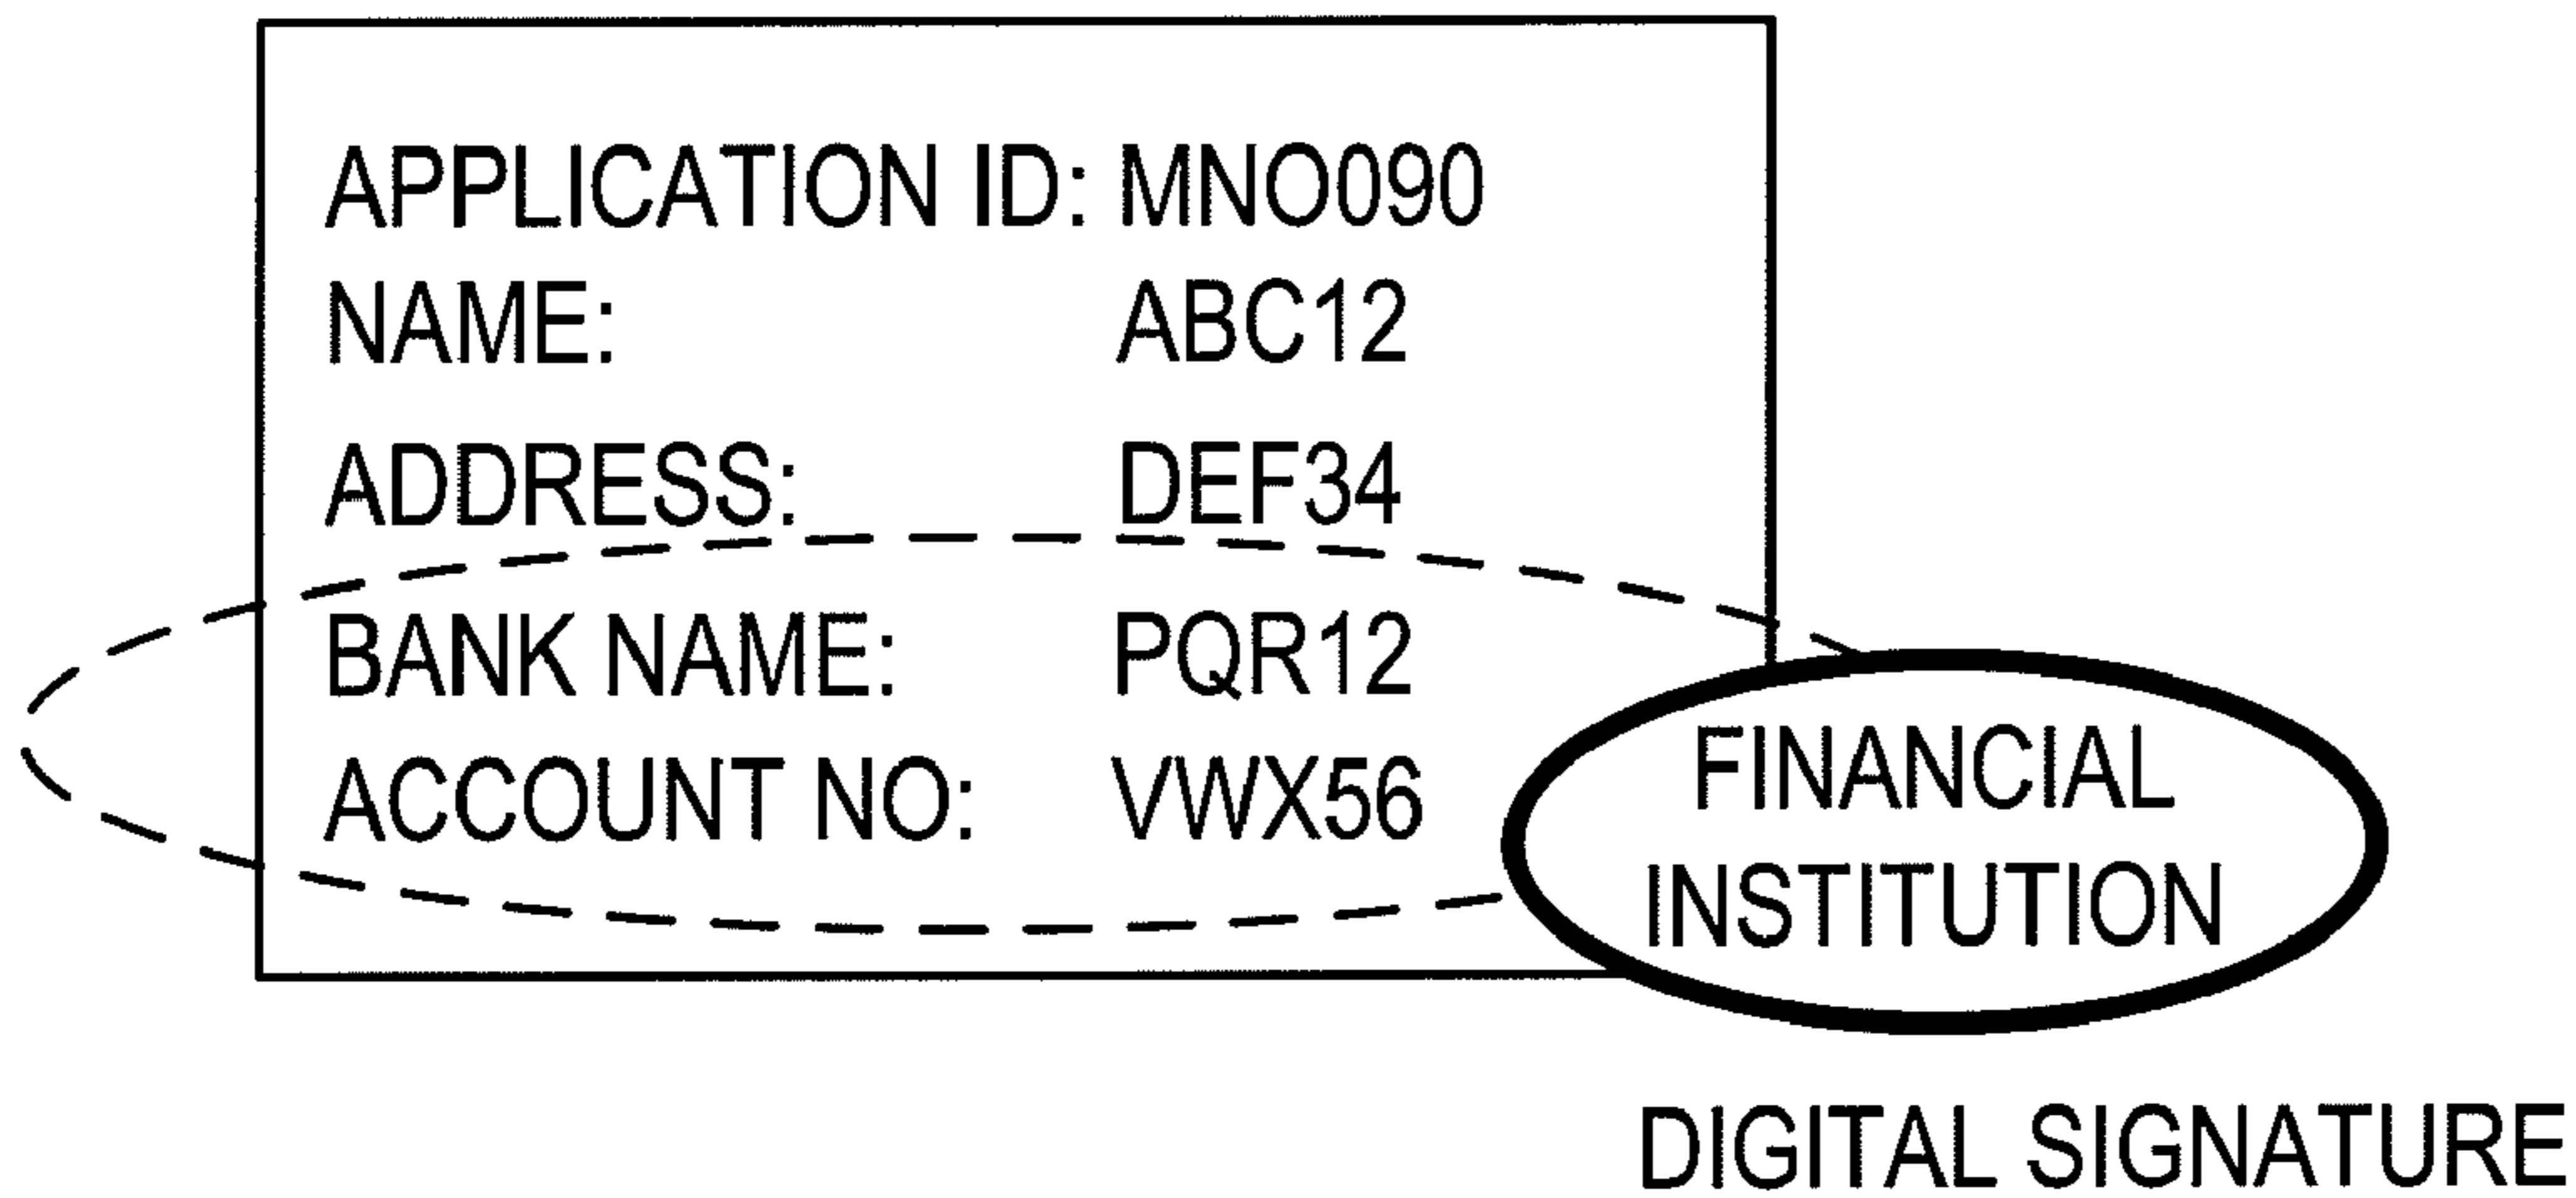 APPLICATION ID: MNO090
NAME: ABC12
ADDRESS: DEF34
BANK NAME: PQR12
ACCOUNT NO: VWX56
FINANCIAL
INSTITUTION
DIGITAL SIGNATURE